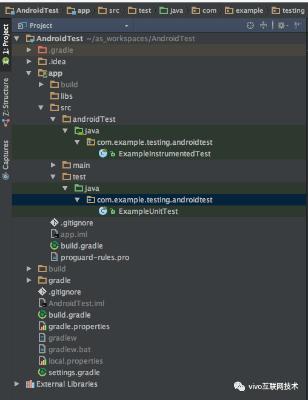 AndroidTest app src test java com example testing
Project
1: Project
Z: Structure
Captures
AndroidTest ~/as_workspaces/AndroidTest
.gradle
.idea
app
build
libs
src
androidTest
java
com.example.testing.androidtest
ExampleInstrumentedTest
main
test
java
com.example.testing.androidtest
ExampleUnitTest
.gitignore
app.iml
build.gradle
proguard-rules.pro
build
gradle
.gitignore
AndroidTest.iml
build.gradle
gradle.properties
gradlew
gradlew.bat
local.properties
settings.gradle
External Libraries
vivo互联网技术